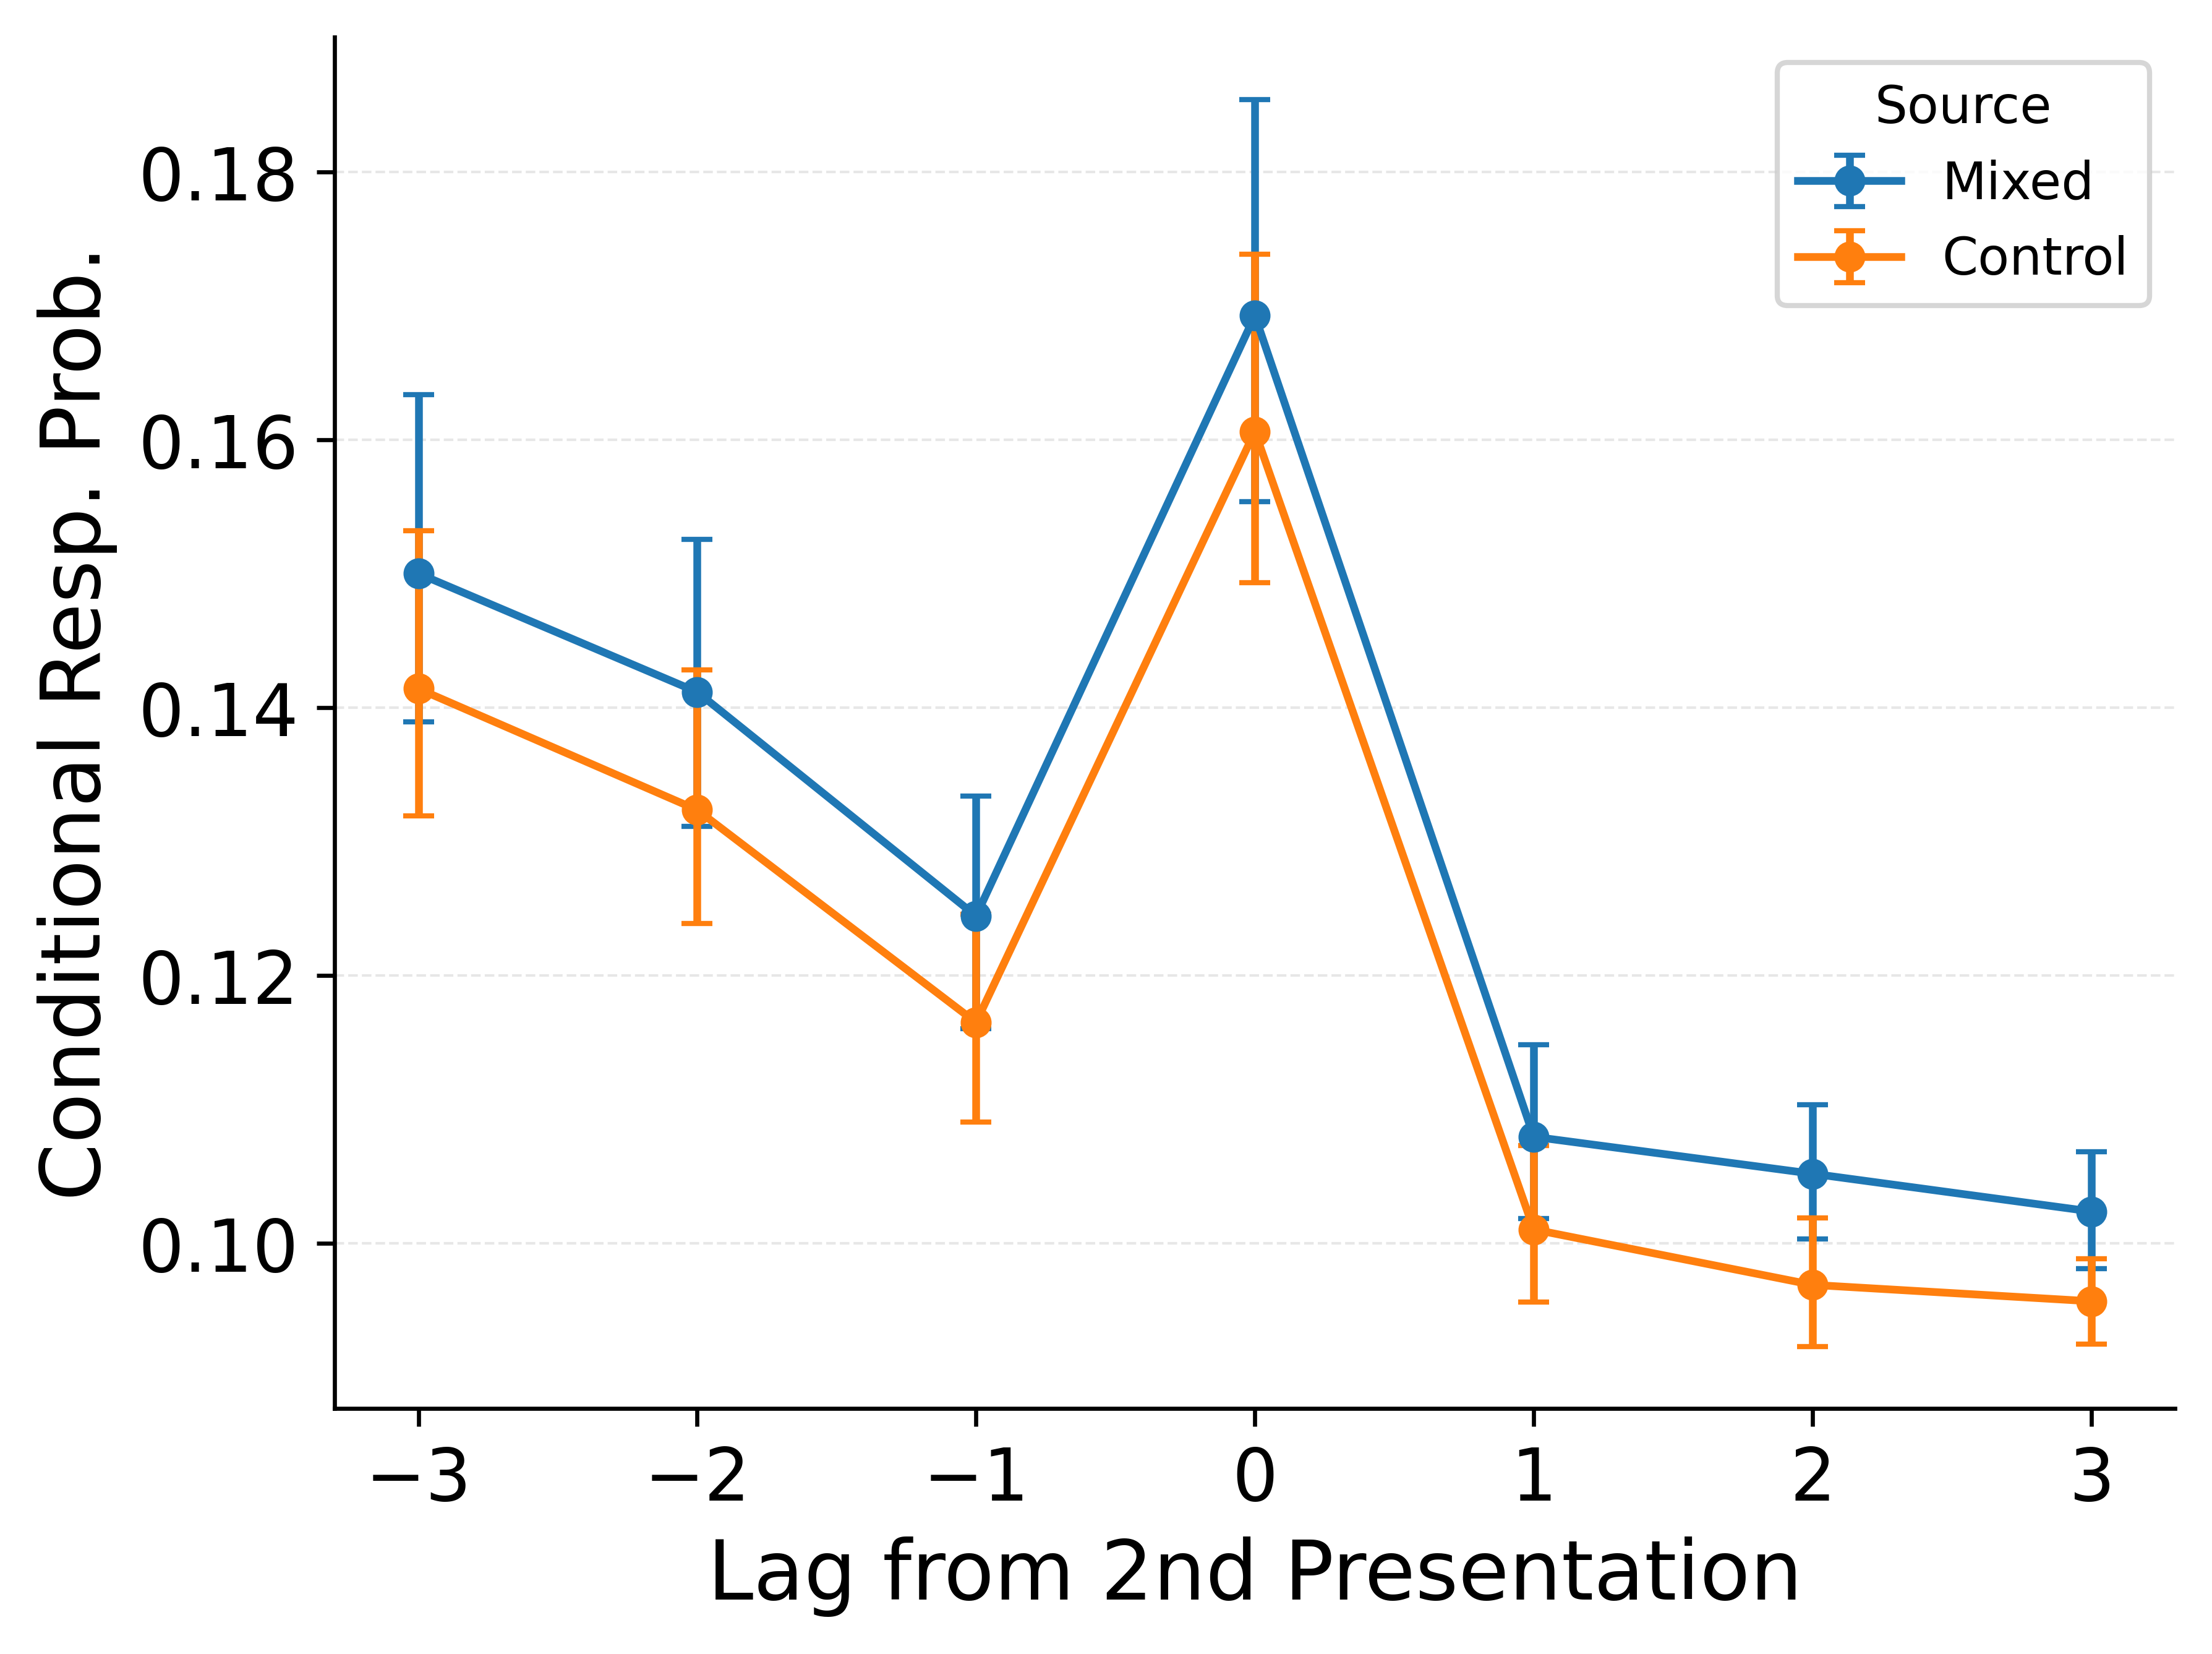 Conditional Resp. Prob.
0.18
0.16
0.14
0.12
0.10
Source
Mixed
Control
−3 −2 −1 0 1 2 3
Lag from 2nd Presentation